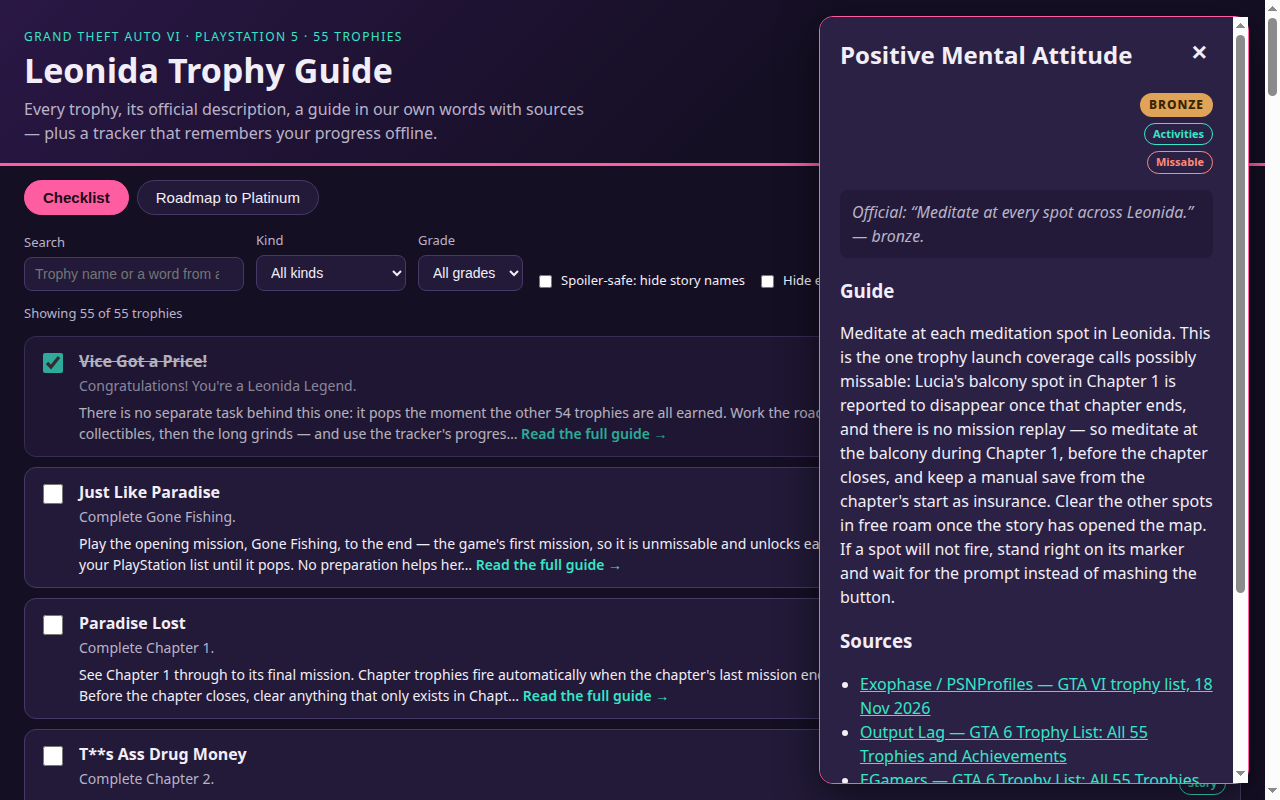 GRAND THEFT AUTO VI · PLAYSTATION 5 · 55 TROPHIES
Leonida Trophy Guide
Every trophy, its official description, a guide in our own words with sources
— plus a tracker that remembers your progress offline.
Checklist
Roadmap to Platinum
Search
Kind
Grade
Trophy name or a word from a
All kinds
All grades
Spoiler-safe: hide story names
Hide e
Showing 55 of 55 trophies
Vice Got a Price!
Congratulations! You're a Leonida Legend.
There is no separate task behind this one: it pops the moment the other 54 trophies are all earned. Work the road
collectibles, then the long grinds — and use the tracker's progres... Read the full guide →
Just Like Paradise
Complete Gone Fishing.
Play the opening mission, Gone Fishing, to the end — the game's first mission, so it is unmissable and unlocks ea
your PlayStation list until it pops. No preparation helps her... Read the full guide →
Paradise Lost
Complete Chapter 1.
See Chapter 1 through to its final mission. Chapter trophies fire automatically when the chapter's last mission en
Before the chapter closes, clear anything that only exists in Chapt... Read the full guide →
T**s Ass Drug Money
Complete Chapter 2.
Story
Positive Mental Attitude
✕
BRONZE
Activities
Missable
Official: “Meditate at every spot across Leonida.”
— bronze.
Guide
Meditate at each meditation spot in Leonida. This
is the one trophy launch coverage calls possibly
missable: Lucia's balcony spot in Chapter 1 is
reported to disappear once that chapter ends,
and there is no mission replay — so meditate at
the balcony during Chapter 1, before the chapter
closes, and keep a manual save from the
chapter's start as insurance. Clear the other spots
in free roam once the story has opened the map.
If a spot will not fire, stand right on its marker
and wait for the prompt instead of mashing the
button.
Sources
Exophase / PSNProfiles — GTA VI trophy list, 18
Nov 2026
Output Lag — GTA 6 Trophy List: All 55
Trophies and Achievements
EGamers — GTA 6 Trophy List: All 55 Trophies